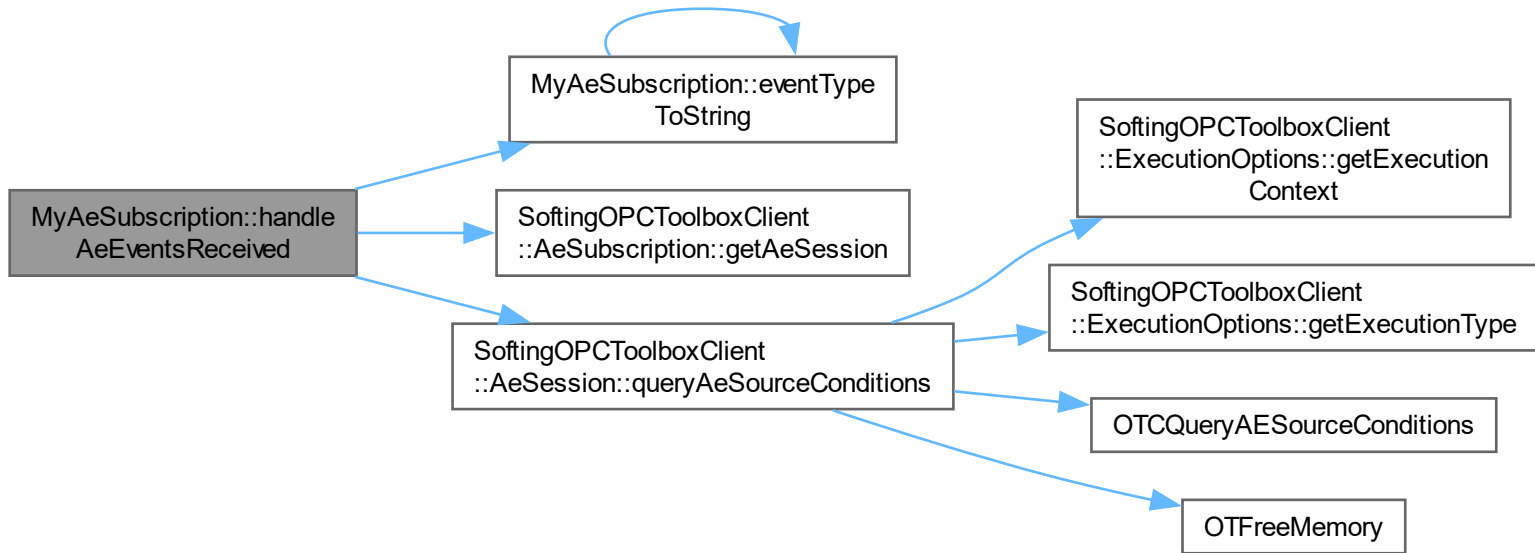 MyAeSubscription::handle
AeEventsReceived
MyAeSubscription::eventType
ToString
SoftingOPCToolboxClient
::AeSubscription::getAeSession
SoftingOPCToolboxClient
::AeSession::queryAeSourceConditions
SoftingOPCToolboxClient
::ExecutionOptions::getExecution
Context
SoftingOPCToolboxClient
::ExecutionOptions::getExecutionType
OTCQueryAESourceConditions
OTFreeMemory